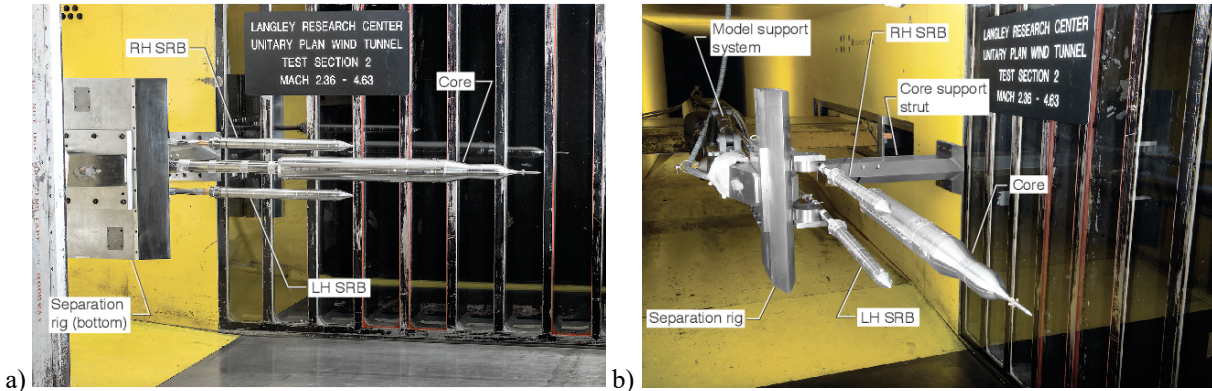 LANGLEY RESEARCH CENTER
UNITARY PLAN WIND TUNNEL
TEST SECTION 2
MACH 2.36 - 4.63
RH SRB
Core
LH SRB
Separation
rig (bottom)
a)
Model support
system
RH SRB
LANGLEY RESEARCH CENTER
UNITARY PLAN WIND TUNNEL
TEST SECTION 2
MACH 2.36 - 4.63
Core support
strut
Core
Separation rig
LH SRB
b)